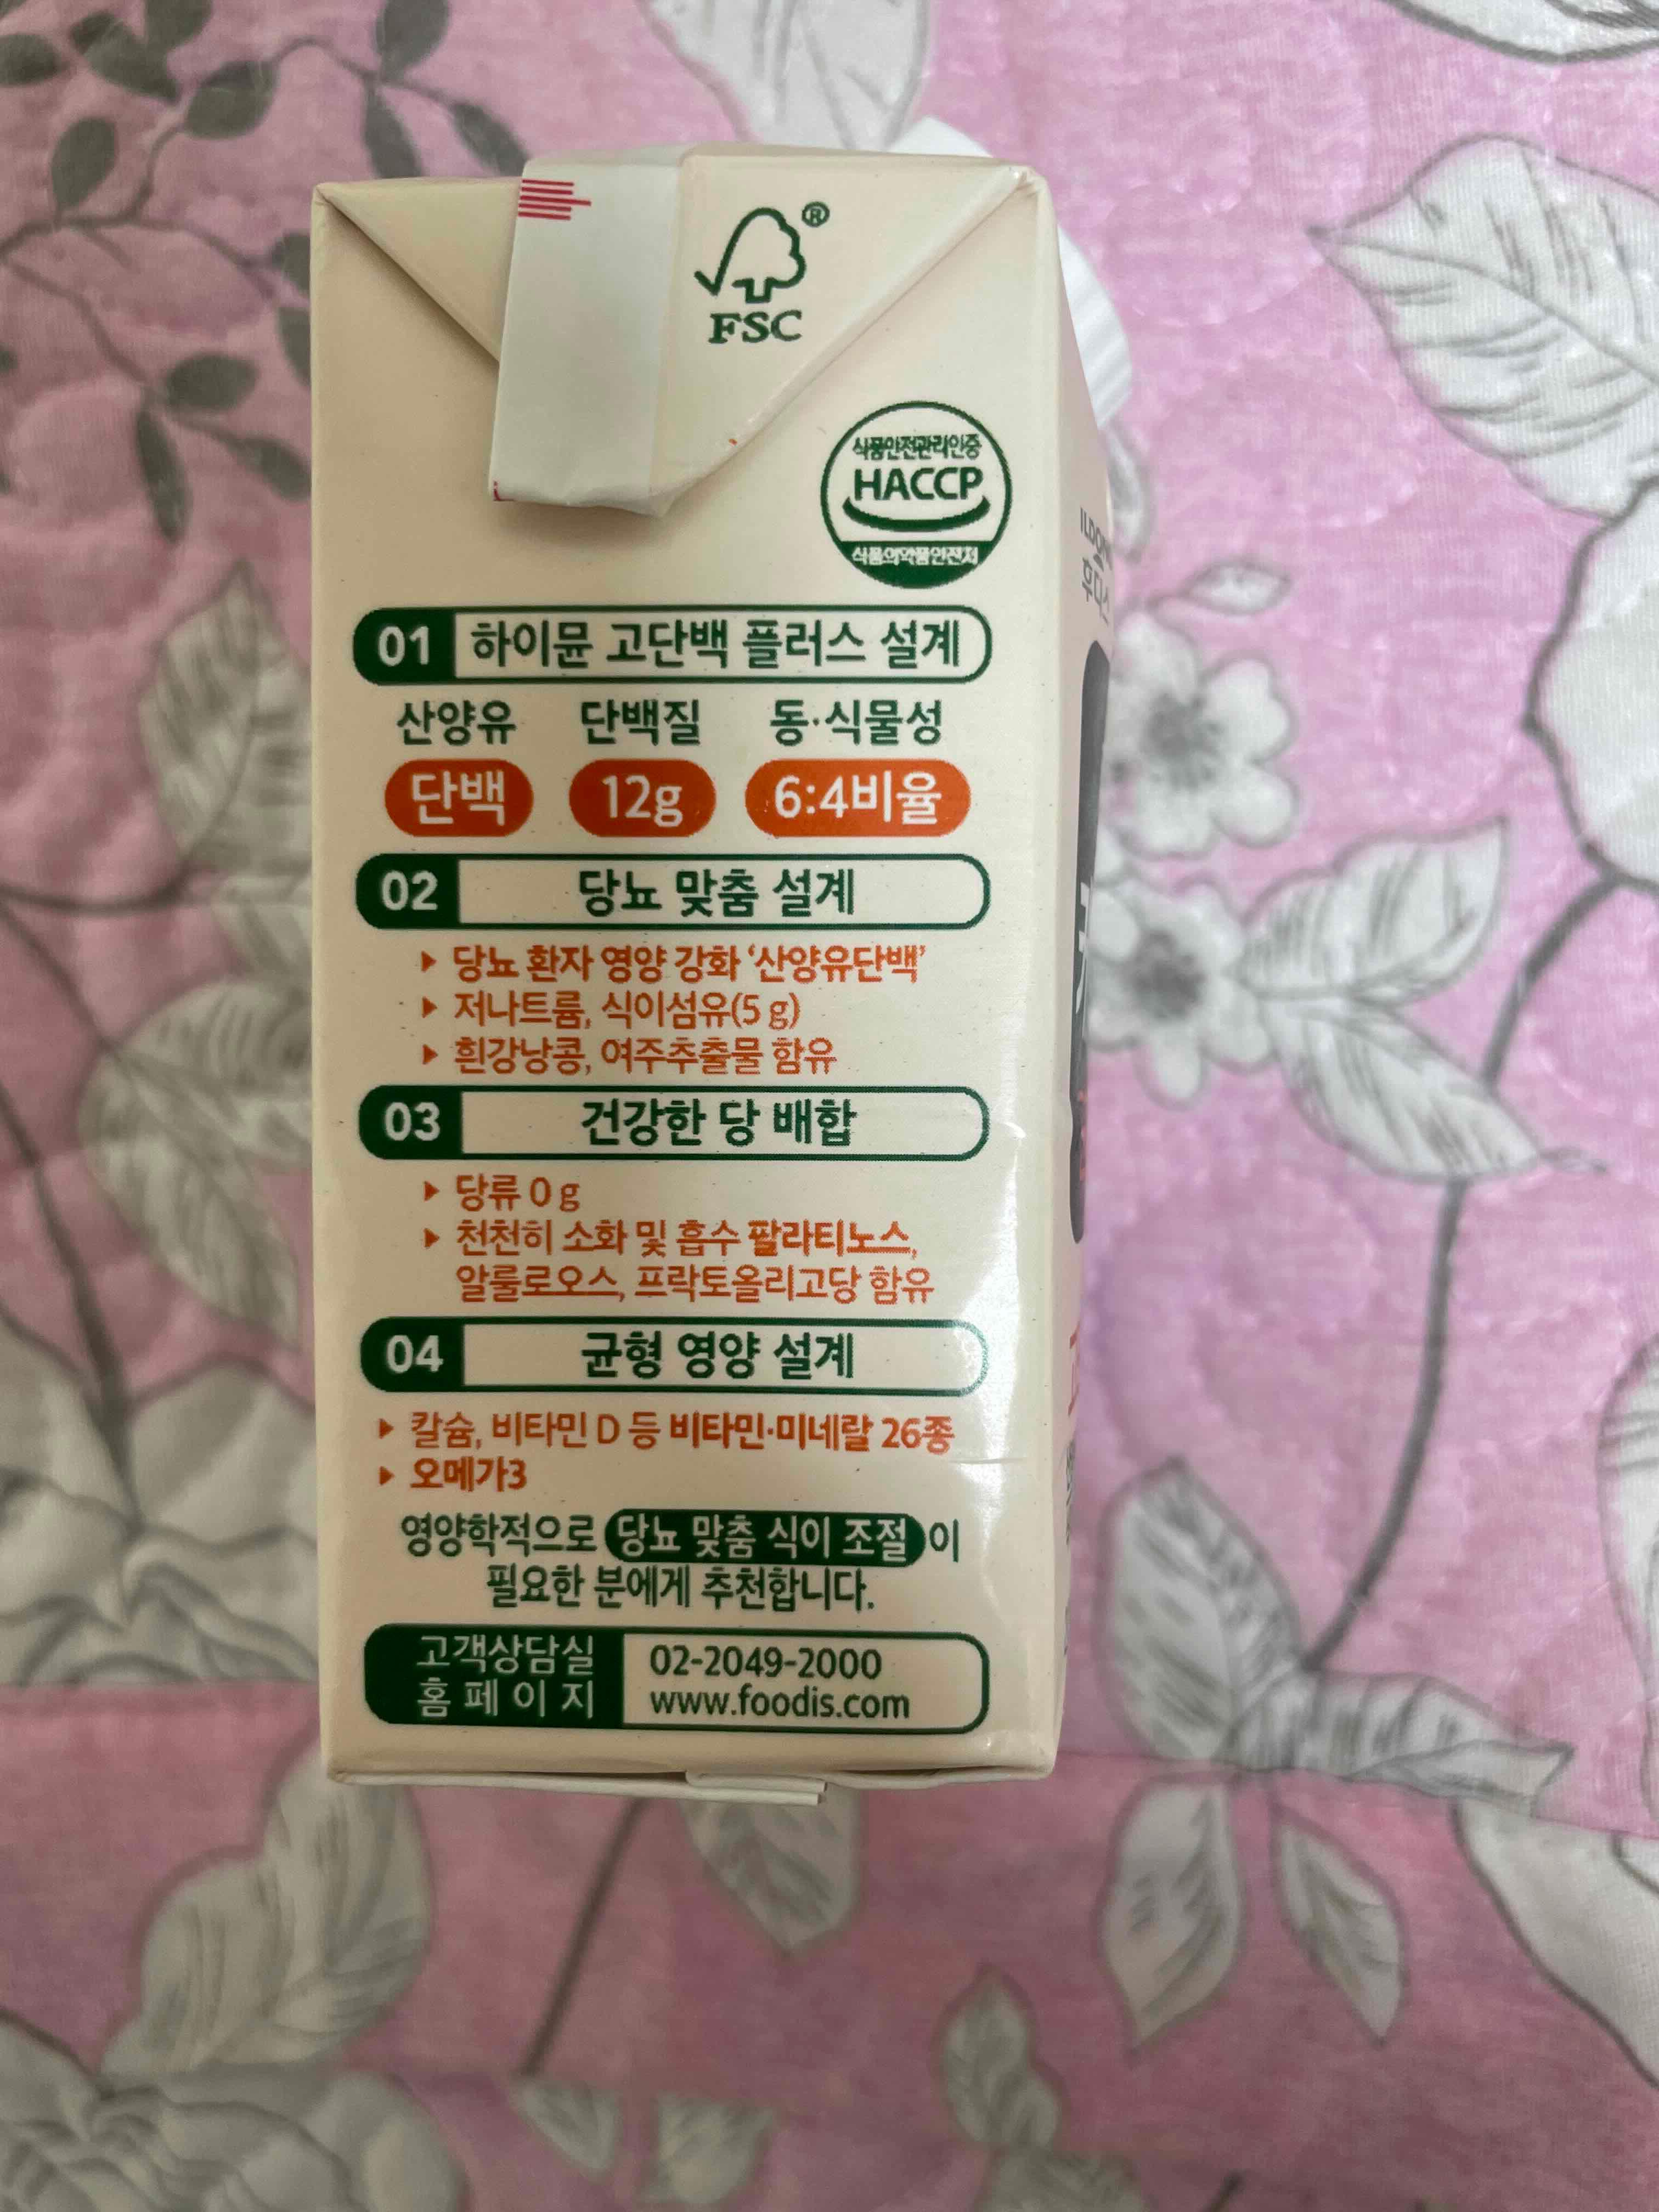 FSC
®
식품안전관리인증
HACCP
식품의약품안전처
01 하이뮨 고단백 플러스 설계
산양유 단백질 동·식물성
단백 12g 6:4비율
02 당뇨 맞춤 설계
▸ 당뇨 환자 영양 강화 ‘산양유단백’
▸ 저나트륨, 식이섬유(5 g)
▸ 흰강낭콩, 여주추출물 함유
03 건강한 당 배합
▸ 당류 0 g
▸ 천천히 소화 및 흡수 팔라티노스,
알룰로오스, 프락토올리고당 함유
04 균형 영양 설계
▸ 칼슘, 비타민 D 등 비타민·미네랄 26종
▸ 오메가3
영양학적으로 당뇨 맞춤 식이 조절이
필요한 분에게 추천합니다.
고객상담실 02-2049-2000
홈페이지 www.foodis.com